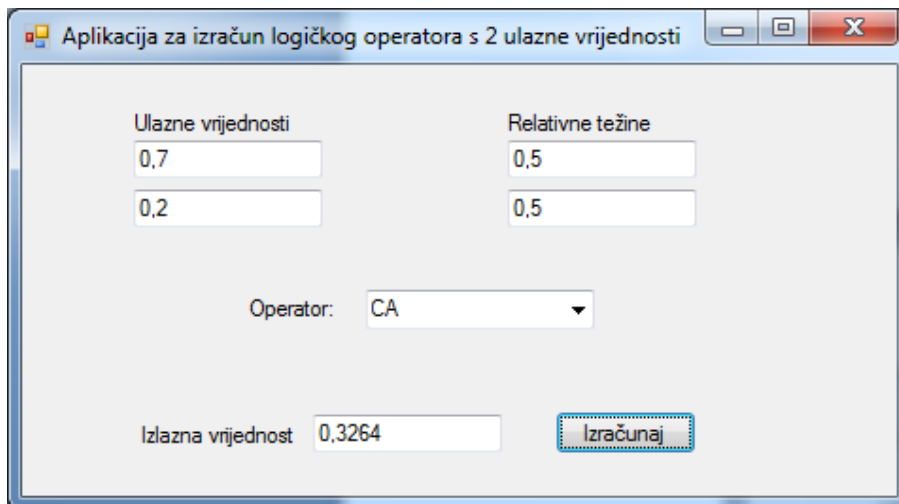 Aplikacija za izračun logičkog operatora s 2 ulazne vrijednosti
Ulazne vrijednosti Relativne težine
0,7 0,5
0,2 0,5
Operator: CA
Izlazna vrijednost 0,3264 Izračunaj